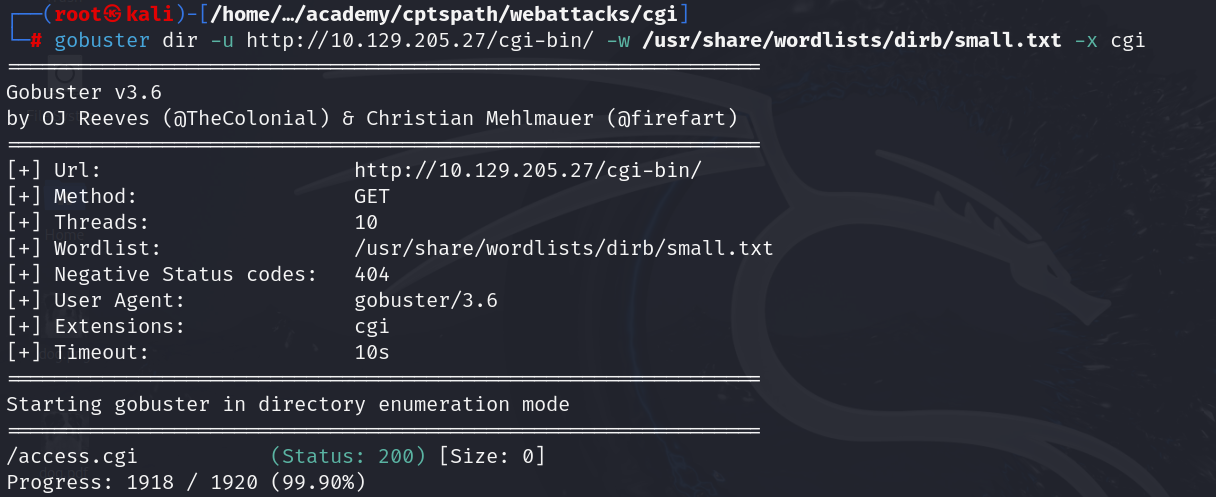 ┌──(root㉿kali)-[/home/…/academy/cptspath/webattacks/cgi]
└─# gobuster dir -u http://10.129.205.27/cgi-bin/ -w /usr/share/wordlists/dirb/small.txt -x cgi
===============================================================
Gobuster v3.6
by OJ Reeves (@TheColonial) & Christian Mehlmauer (@firefart)
===============================================================
[+] Url:                     http://10.129.205.27/cgi-bin/
[+] Method:                  GET
[+] Threads:                 10
[+] Wordlist:                /usr/share/wordlists/dirb/small.txt
[+] Negative Status codes:   404
[+] User Agent:              gobuster/3.6
[+] Extensions:              cgi
[+] Timeout:                 10s
===============================================================
Starting gobuster in directory enumeration mode
===============================================================
/access.cgi           (Status: 200) [Size: 0]
Progress: 1918 / 1920 (99.90%)